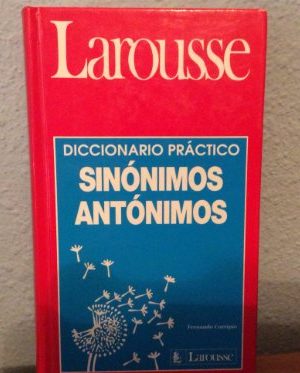 Larousse
DICCIONARIO PRÁCTICO
SINÓNIMOS
ANTÓNIMOS
Fernando Corripio
Larousse